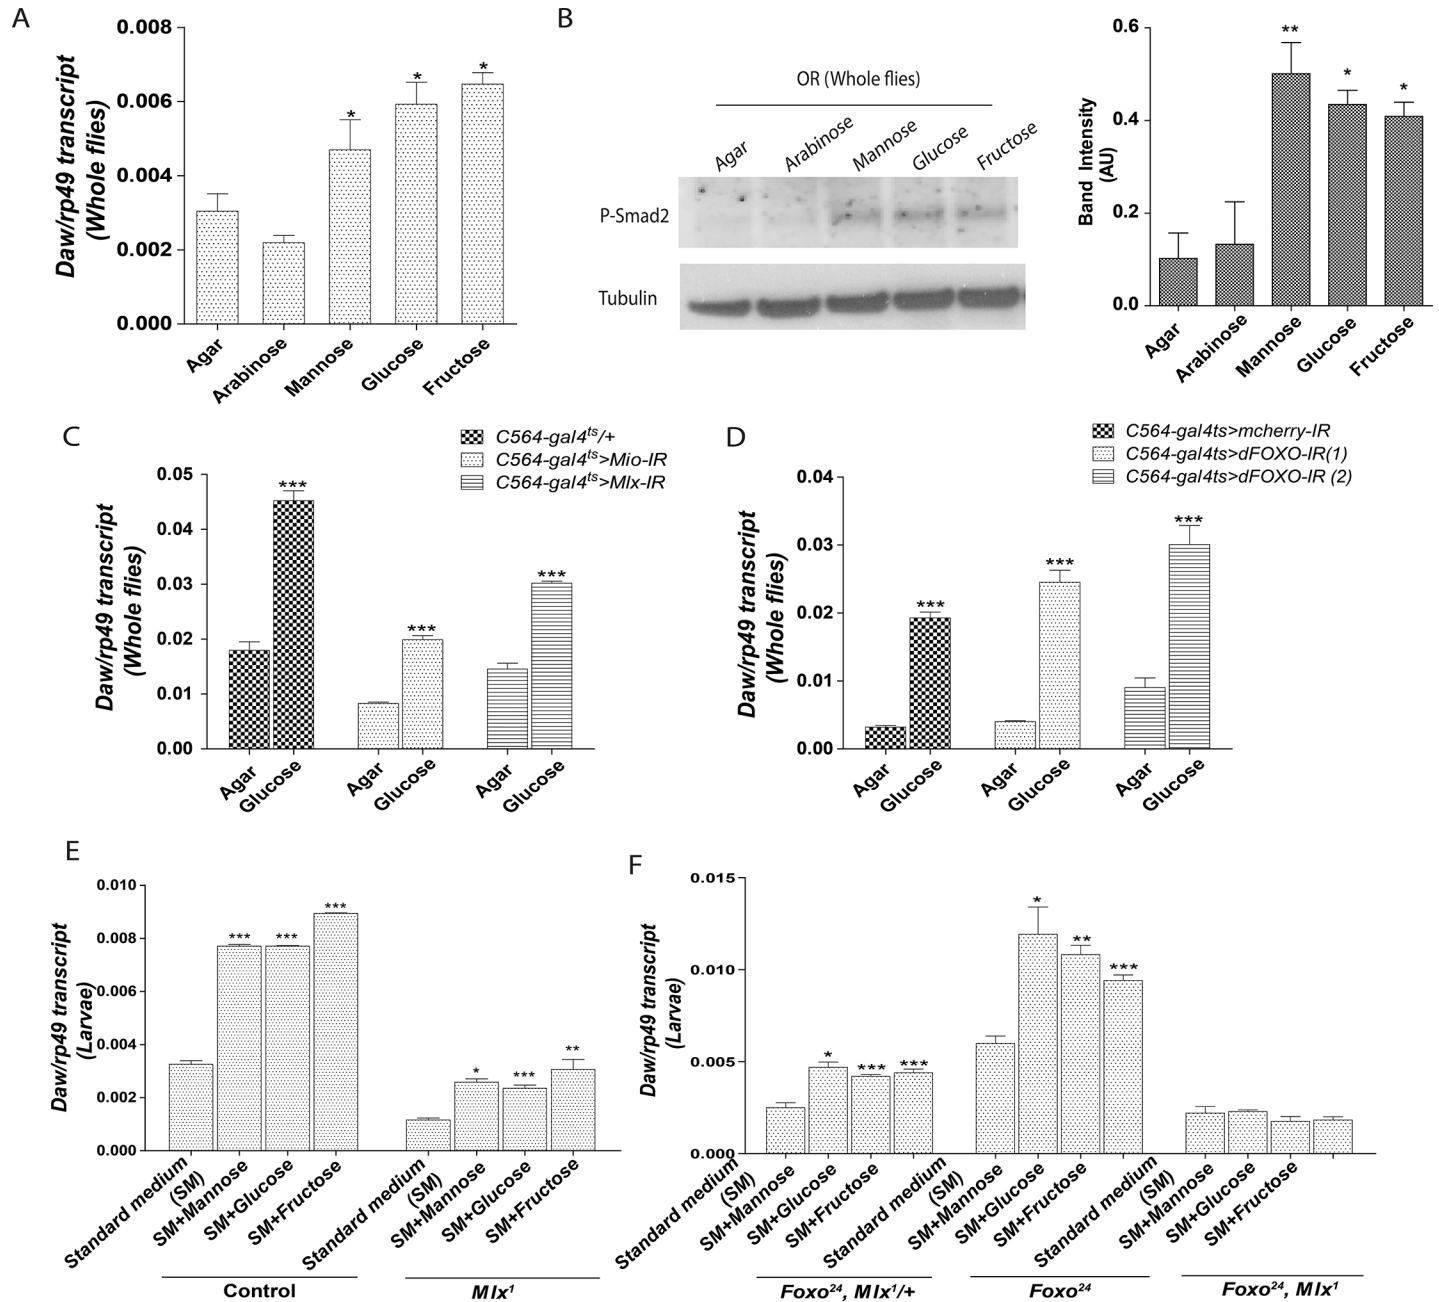 A
Daw/rp49 transcript
(Whole flies)
0.008
0.006
0.004
0.002
0.000
*
*
*
Agar
Arabinose
Mannose
Glucose
Fructose
B
OR (Whole flies)
Agar
Arabinose
Mannose
Glucose
Fructose
P-Smad2
Tubulin
Band Intensity
(AU)
0.6
0.4
0.2
0.0
**
*
*
Agar
Arabinose
Mannose
Glucose
Fructose
C
C564-gal4ts/+
C564-gal4ts>Mio-IR
C564-gal4ts>Mlx-IR
Daw/rp49 transcript
(Whole flies)
0.05
0.04
0.03
0.02
0.01
0.00
***
***
***
Agar
Glucose
Agar
Glucose
Agar
Glucose
D
C564-gal4ts>mcherry-IR
C564-gal4ts>dFOXO-IR(1)
C564-gal4ts>dFOXO-IR (2)
Daw/rp49 transcript
(Whole flies)
0.04
0.03
0.02
0.01
0.00
***
***
***
Agar
Glucose
Agar
Glucose
Agar
Glucose
E
Daw/rp49 transcript
(Larvae)
0.010
0.008
0.006
0.004
0.002
0.000
***
***
***
*
***
**
Standard medium
(SM)
SM+Mannose
SM+Glucose
SM+Fructose
Standard medium
(SM)
SM+Mannose
SM+Glucose
SM+Fructose
Control
Mlx1
F
Daw/rp49 transcript
(Larvae)
0.015
0.010
0.005
0.000
*
***
***
*
**
***
Standard medium
(SM)
SM+Mannose
SM+Glucose
SM+Fructose
Standard medium
(SM)
SM+Mannose
SM+Glucose
SM+Fructose
Standard medium
(SM)
SM+Mannose
SM+Glucose
SM+Fructose
Foxo24, Mlx1/+
Foxo24
Foxo24, Mlx1